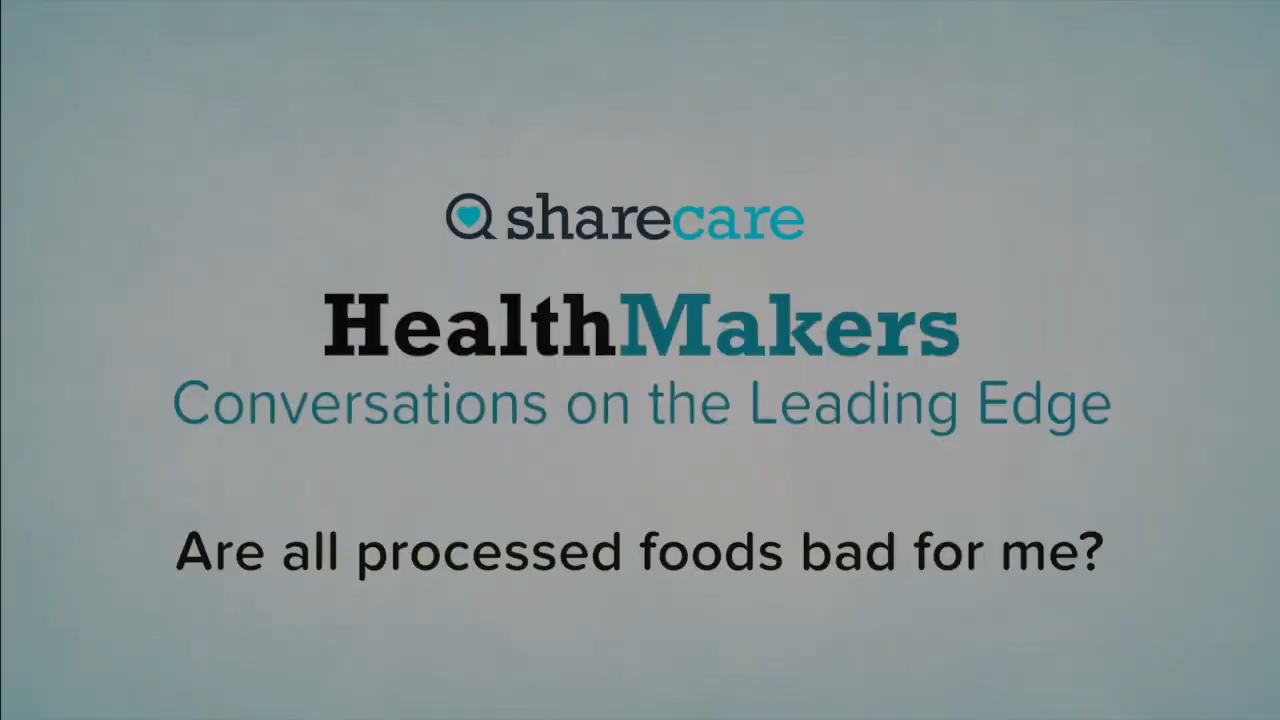 sharecare
HealthMakers
Conversations on the Leading Edge
Are all processed foods bad for me?